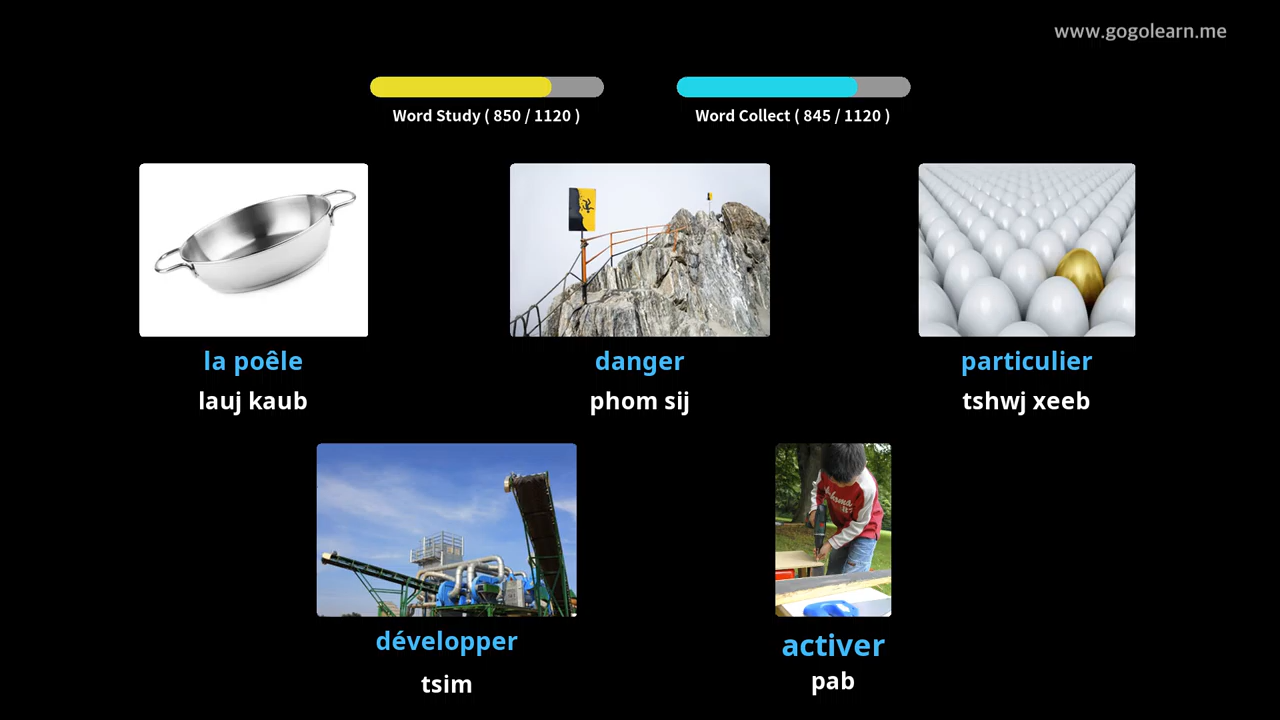 www.gogolearn.me
Word Study ( 850 / 1120 )
Word Collect ( 845 / 1120 )
la poêle
danger
particulier
lauj kaub
phom sij
tshwj xeeb
développer
activer
tsim
pab